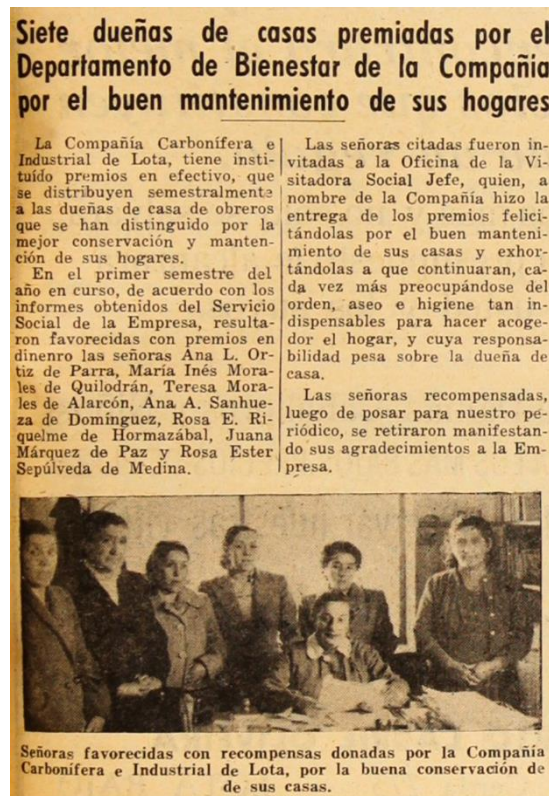 Siete dueñas de casas premiadas por el
Departamento de Bienestar de la Compañía
por el buen mantenimiento de sus hogares
La Compañía Carbonífera e
Industrial de Lota, tiene insti-
tuído premios en efectivo, que
se distribuyen semestralmente
a las dueñas de casa de obreros
que se han distinguido por la
mejor conservación y manten-
ción de sus hogares.
En el primer semestre del
año en curso, de acuerdo con los
informes obtenidos del Servicio
Social de la Empresa, resulta-
ron favorecidas con premios en
dinenro las señoras Ana L. Or-
tiz de Parra, María Inés Mora-
les de Quilodrán, Teresa Mora-
les de Alarcón, Ana A. Sanhue-
za de Domínguez, Rosa E. Ri-
quelme de Hormazábal, Juana
Márquez de Paz y Rosa Ester
Sepúlveda de Medina.
Las señoras citadas fueron in-
vitadas a la Oficina de la Vi-
sitadora Social Jefe, quien, a
nombre de la Compañía hizo la
entrega de los premios felici-
tándolas por el buen manteni-
miento de sus casas y exhor-
tándolas a que continuaran, ca-
da vez más preocupándose del
orden, aseo e higiene tan in-
dispensables para hacer acoge-
dor el hogar, y cuya responsa-
bilidad pesa sobre la dueña de
casa.
Las señoras recompensadas,
luego de posar para nuestro pe-
riódico, se retiraron manifestan-
do sus agradecimientos a la Em-
presa.
Señoras favorecidas con recompensas donadas por la Compañía
Carbonífera e Industrial de Lota, por la buena conservación de
de sus casas.